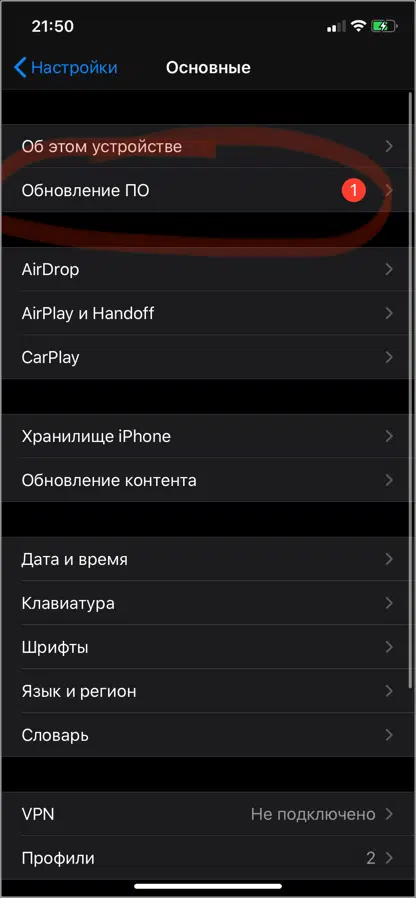 21:50
Настройки Основные
Об этом устройстве
Обновление ПО 1
AirDrop
AirPlay и Handoff
CarPlay
Хранилище iPhone
Обновление контента
Дата и время
Клавиатура
Шрифты
Язык и регион
Словарь
VPN Не подключено
Профили 2